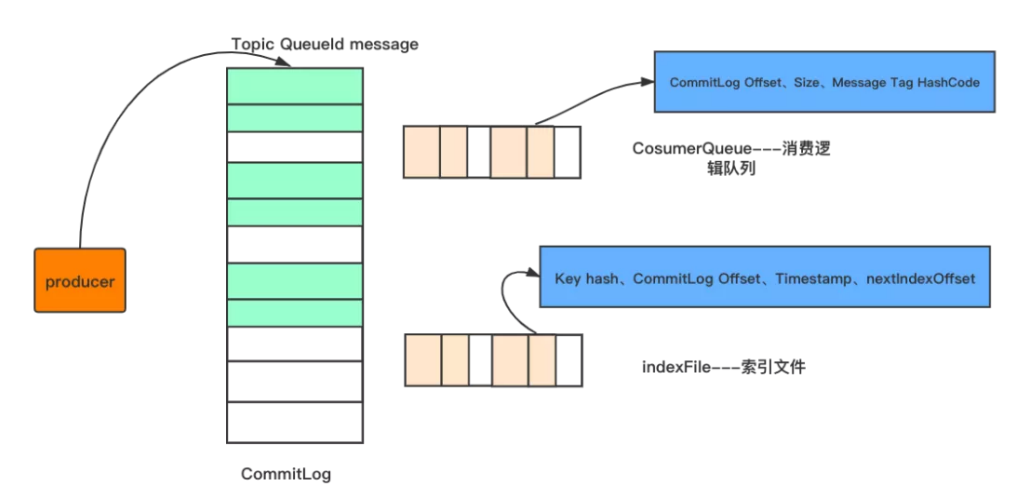 Topic QueueId message
CommitLog Offset、Size、Message Tag HashCode
CosumerQueue---消费逻
辑队列
producer
Key hash、CommitLog Offset、Timestamp、nextIndexOffset
indexFile---索引文件
CommitLog